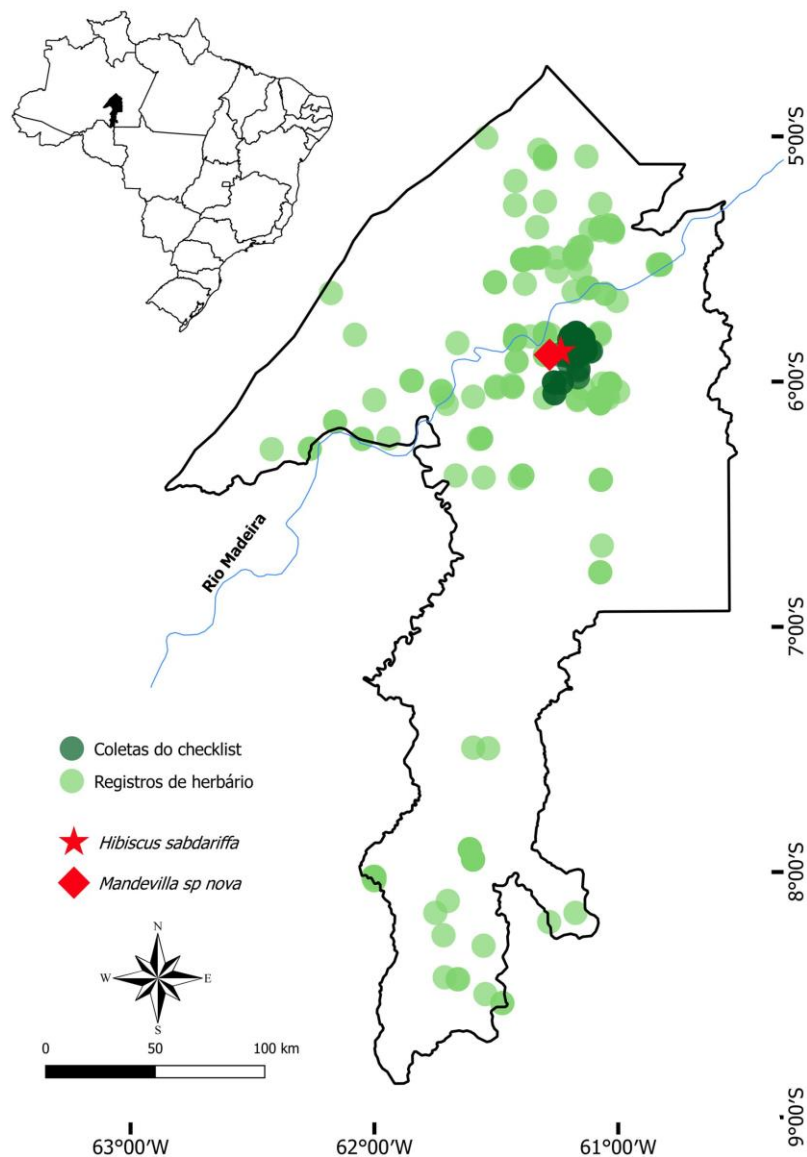 5°00'S
6°00'S
Rio Madeira
7°00'S
Coletas do checklist
Registros de herbário
Hibiscus sabdariffa
Mandevilla sp nova
8°00'S
N
W E
S
0 50 100 km
9°00'S
63°00'W 62°00'W 61°00'W